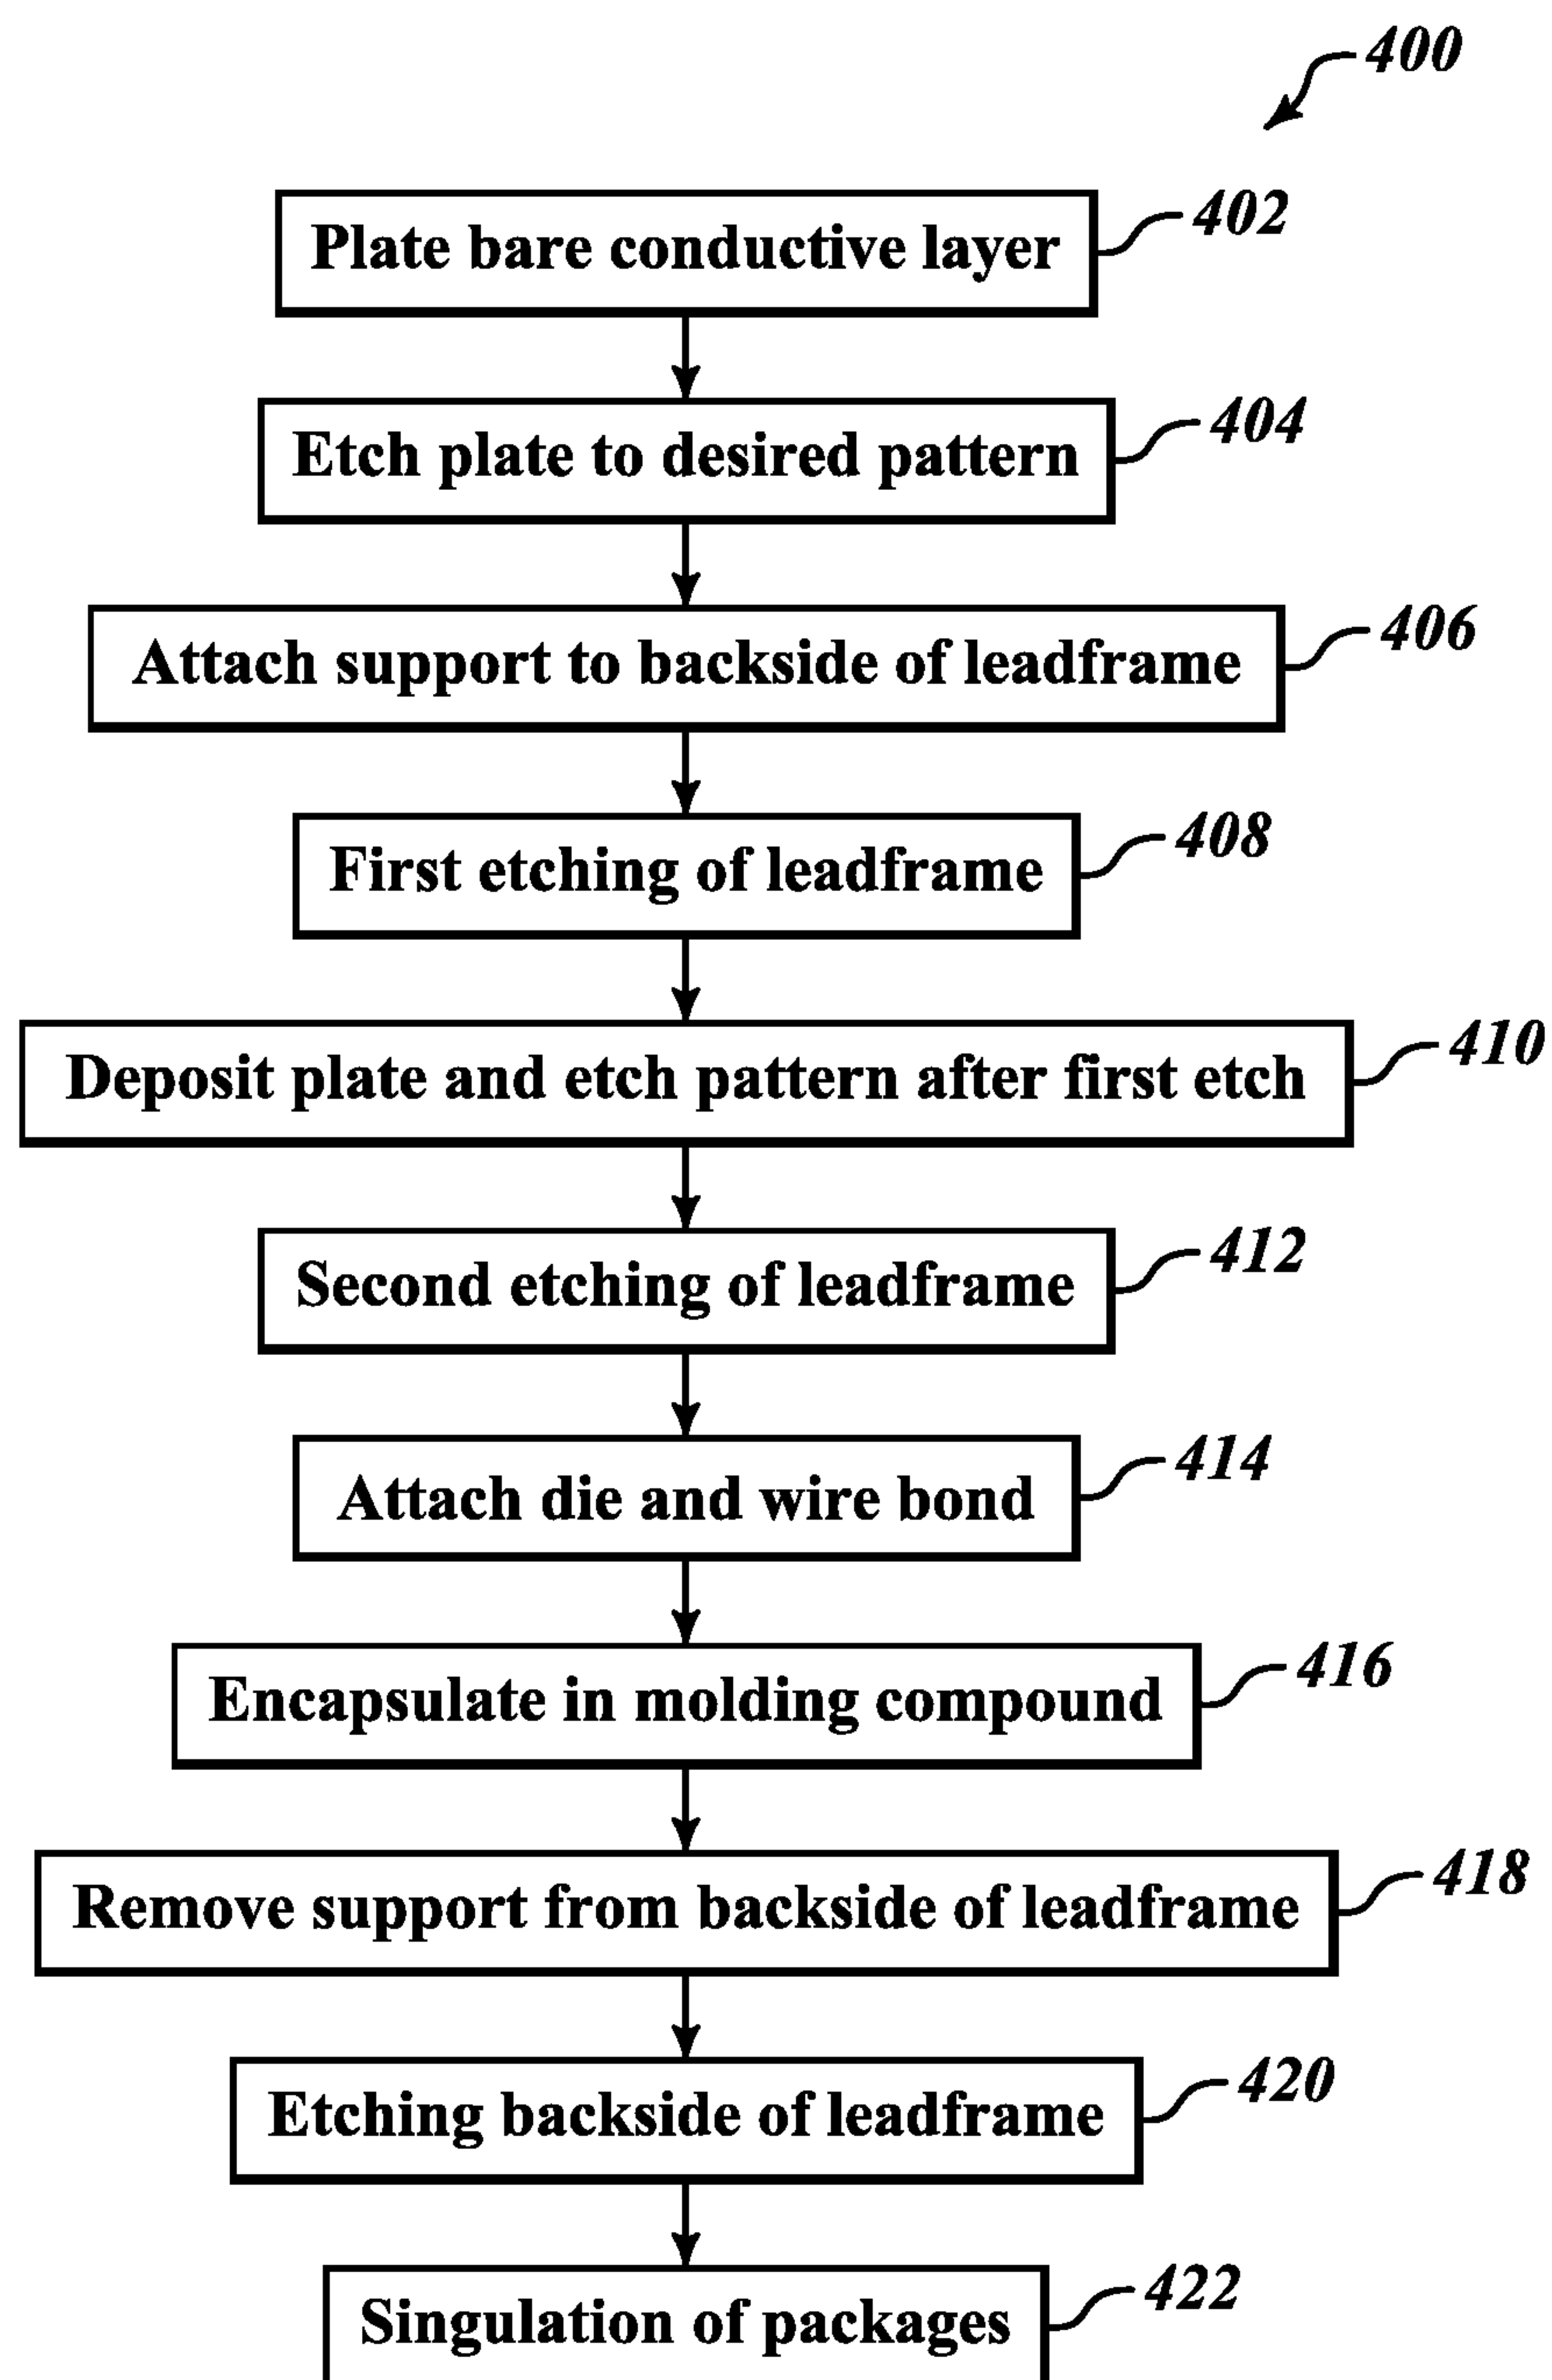 400
Plate bare conductive layer 402
Etch plate to desired pattern 404
Attach support to backside of leadframe 406
First etching of leadframe 408
Deposit plate and etch pattern after first etch 410
Second etching of leadframe 412
Attach die and wire bond 414
Encapsulate in molding compound 416
Remove support from backside of leadframe 418
Etching backside of leadframe 420
Singulation of packages 422